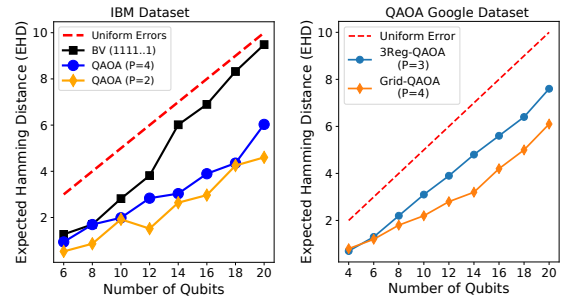 IBM Dataset
Expected Hamming Distance (EHD)
10
8
6
4
2
Uniform Errors
BV (1111..1)
QAOA (P=4)
QAOA (P=2)
6 8 10 12 14 16 18 20
Number of Qubits
QAOA Google Dataset
Expected Hamming Distance (EHD)
10
8
6
4
2
Uniform Error
3Reg-QAOA
(P=3)
Grid-QAOA
(P=4)
4 6 8 10 12 14 16 18 20
Number of Qubits